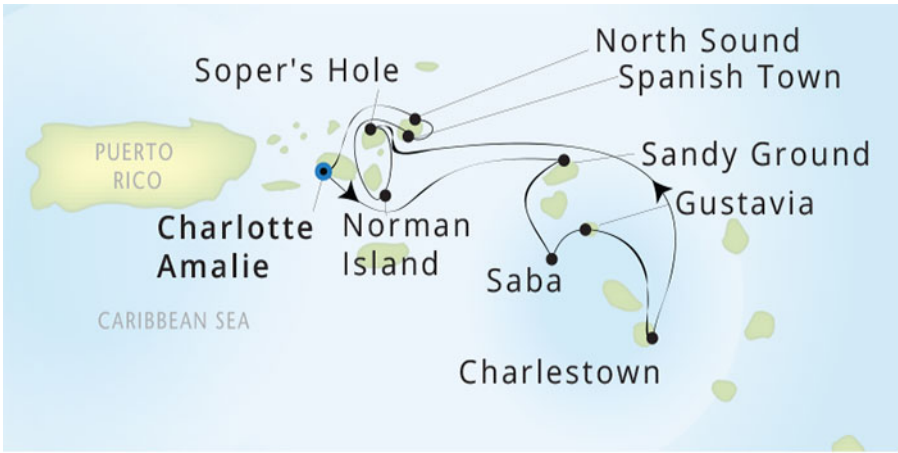 North Sound
Soper's Hole
Spanish Town
PUERTO
RICO
Sandy Ground
Gustavia
Charlotte
Amalie
Norman
Island
Saba
CARIBBEAN SEA
Charlestown